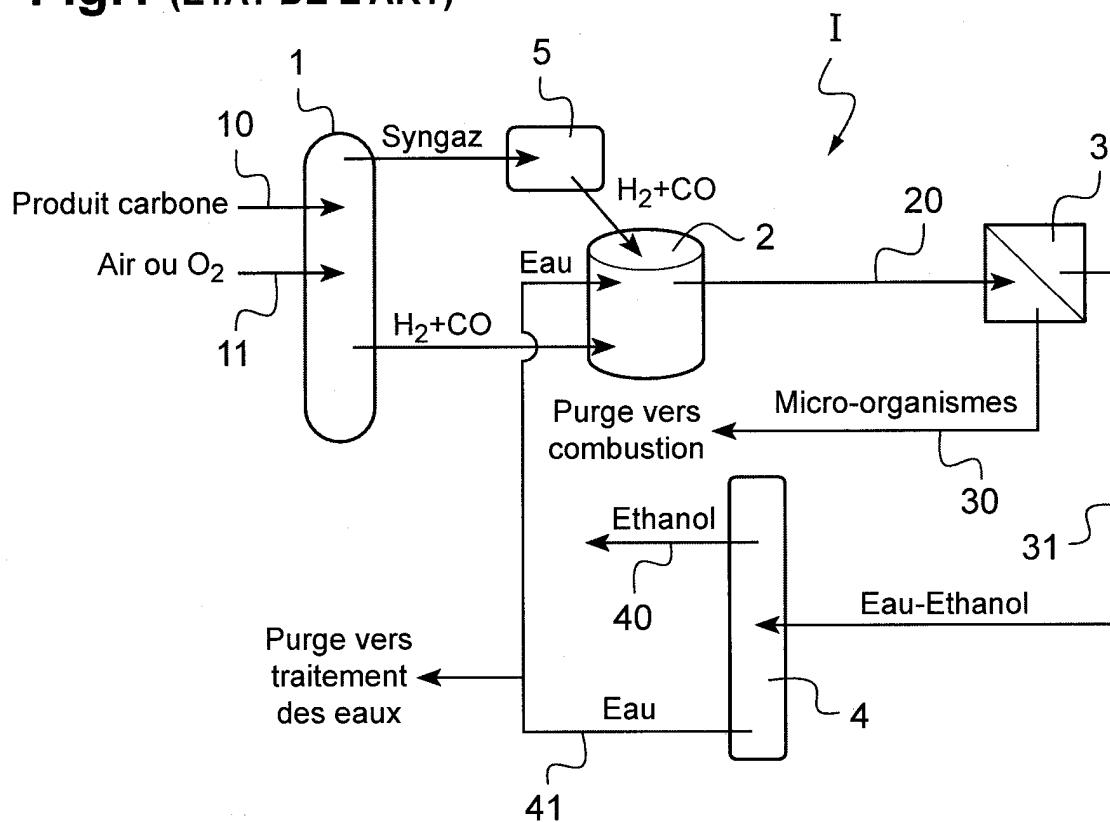 (ETAT DE L'ART)
I
1
5
3
10
Syngaz
H2+CO
20
2
Produit carbone
Eau
Air ou O2
H2+CO
11
Micro-organismes
Purge vers
combustion
30
Ethanol
31
40
Eau-Ethanol
Purge vers
traitement
des eaux
Eau
4
41